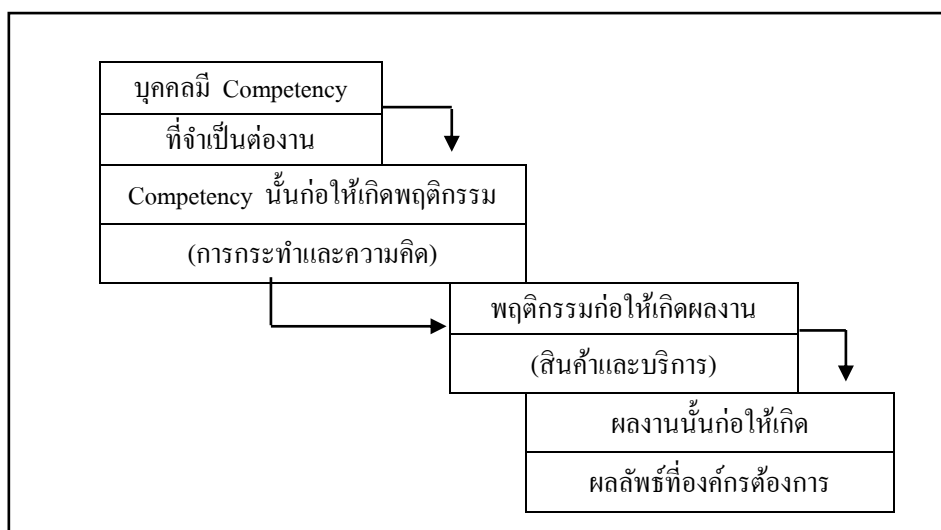 บุคคลมี Competency
ที่จำเป็นต่องาน
Competency นั้นก่อให้เกิดพฤติกรรม
(การกระทำและความคิด)
พฤติกรรมก่อให้เกิดผลงาน
(สินค้าและบริการ)
ผลงานนั้นก่อให้เกิด
ผลลัพธ์ที่องค์กรต้องการ